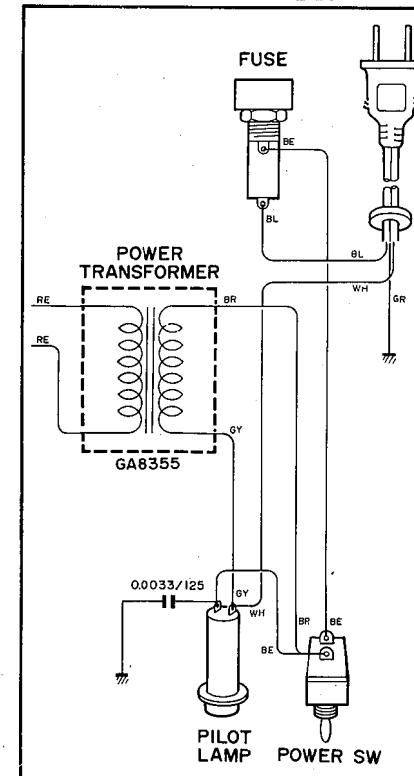 FUSE
BE
BL
BL
WH
GR
POWER
TRANSFORMER
RE
BR
RE
GY
GA8355
0.0033/125
GY
WH
BE
BR
BE
PILOT
LAMP
POWER SW